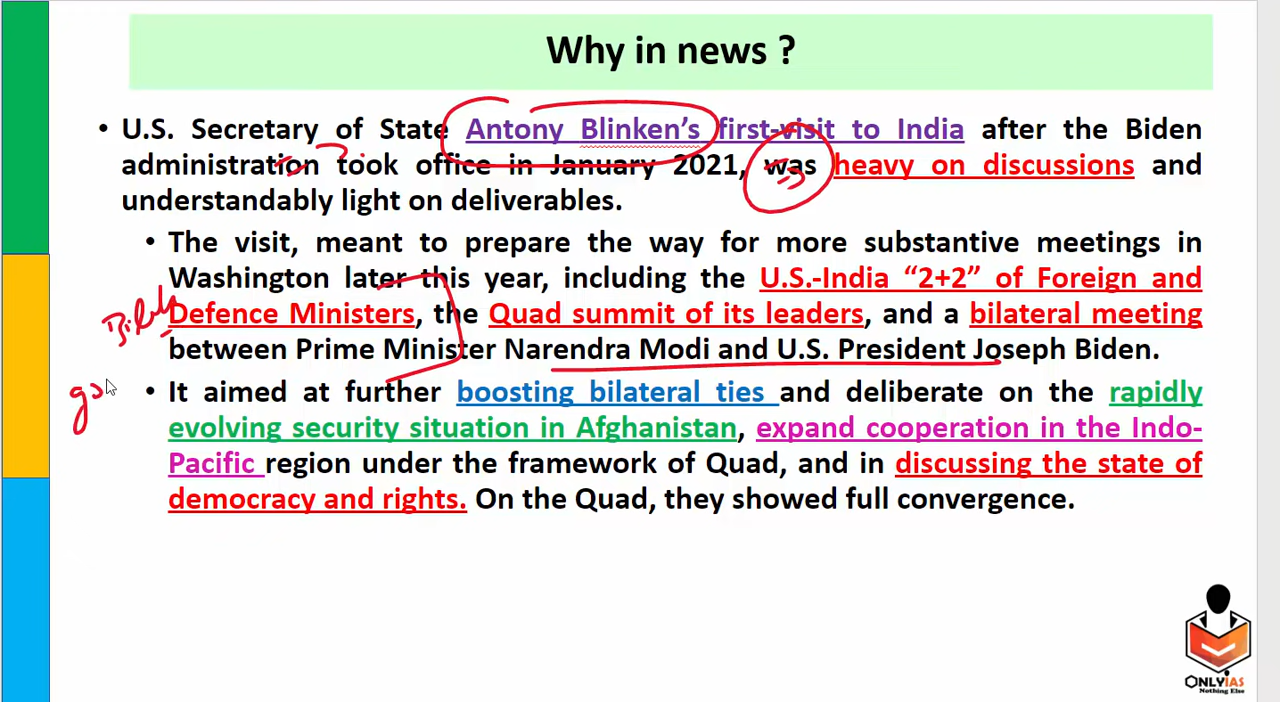 Why in news ?
• U.S. Secretary of State Antony Blinken's first-visit to India after the Biden
administration took office in January 2021, was heavy on discussions and
understandably light on deliverables.
• The visit, meant to prepare the way for more substantive meetings in
Washington later this year, including the U.S.-India “2+2” of Foreign and
Defence Ministers, the Quad summit of its leaders, and a bilateral meeting
between Prime Minister Narendra Modi and U.S. President Joseph Biden.
• It aimed at further boosting bilateral ties and deliberate on the rapidly
evolving security situation in Afghanistan, expand cooperation in the Indo-
Pacific region under the framework of Quad, and in discussing the state of
democracy and rights. On the Quad, they showed full convergence.
ONLYIAS
Nothing Else